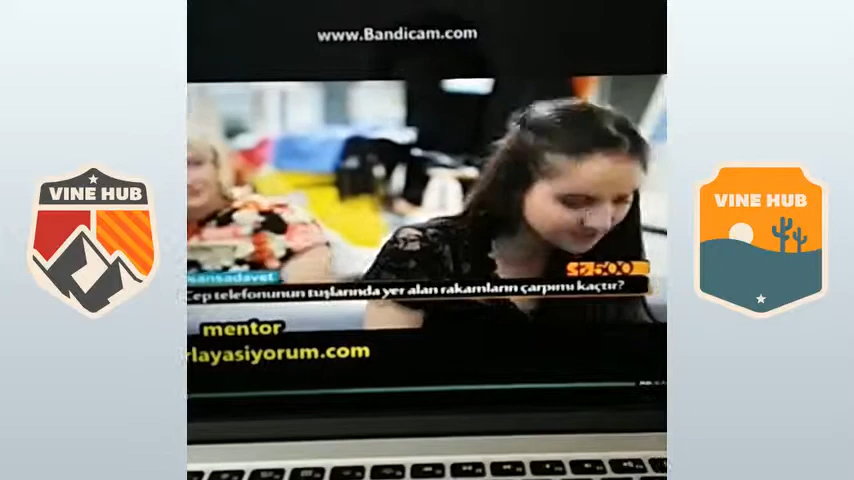 www.Bandicam.com
VINE HUB
VINE HUB
sansadavet
₺500
Cep telefonunun tuşlarında yer alan rakamların çarpımı kaçtır?
mentor
rlayasiyorum.com